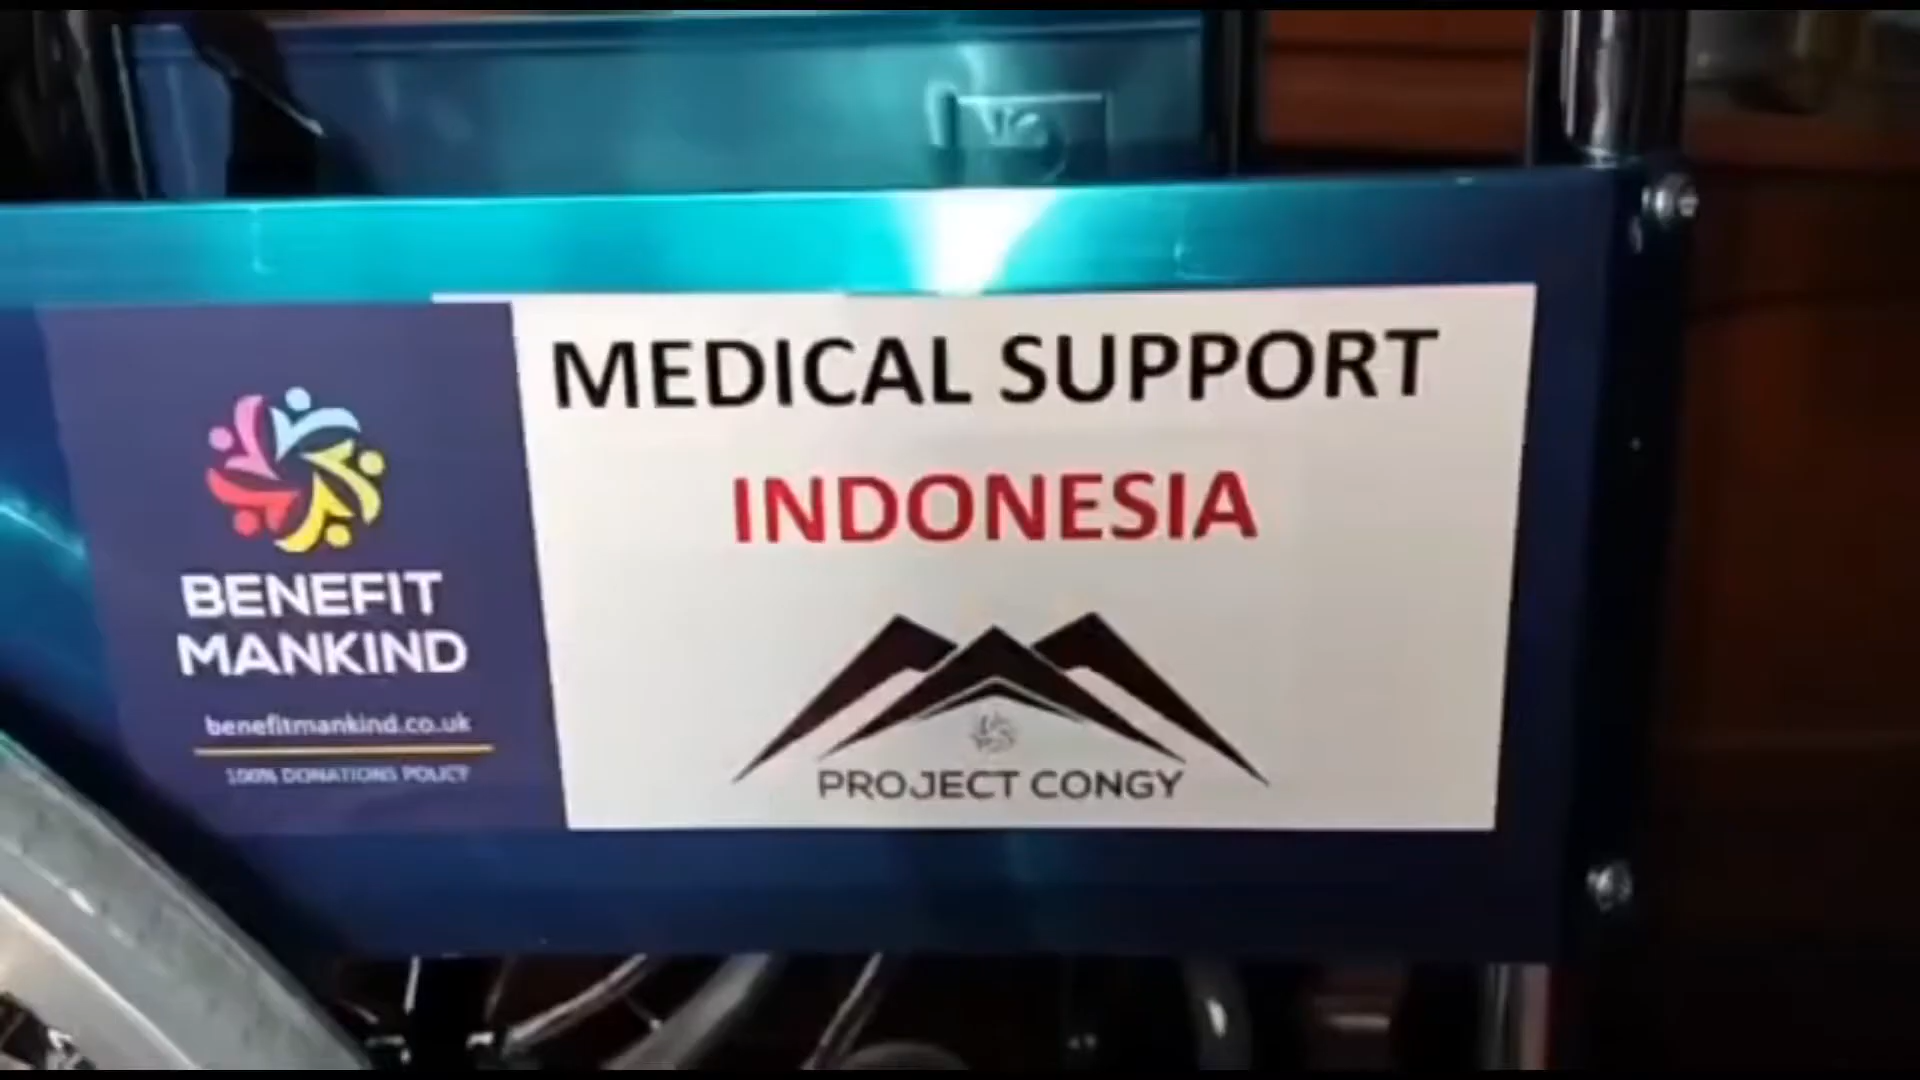 BENEFIT
MANKIND
benefitmankind.co.uk
100% DONATIONS POLICY
MEDICAL SUPPORT
INDONESIA
PROJECT CONGY